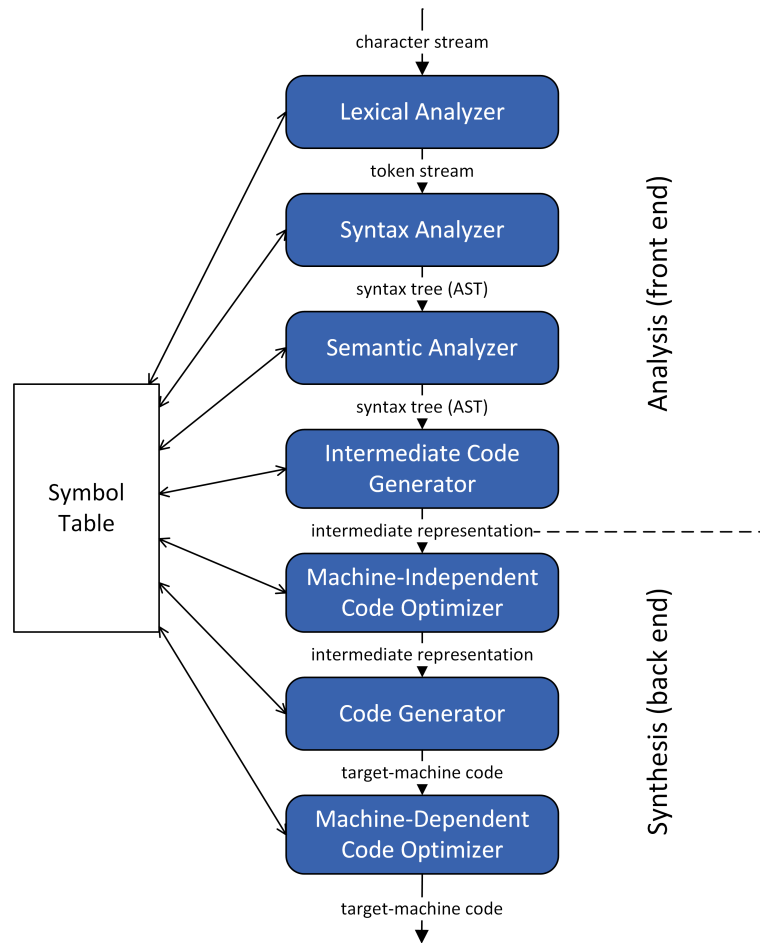 character stream
Lexical Analyzer
token stream
Syntax Analyzer
syntax tree (AST)
Semantic Analyzer
syntax tree (AST)
Intermediate Code
Generator
intermediate representation
Machine-Independent
Code Optimizer
intermediate representation
Code Generator
target-machine code
Machine-Dependent
Code Optimizer
target-machine code
Symbol
Table
Analysis (front end)
Synthesis (back end)